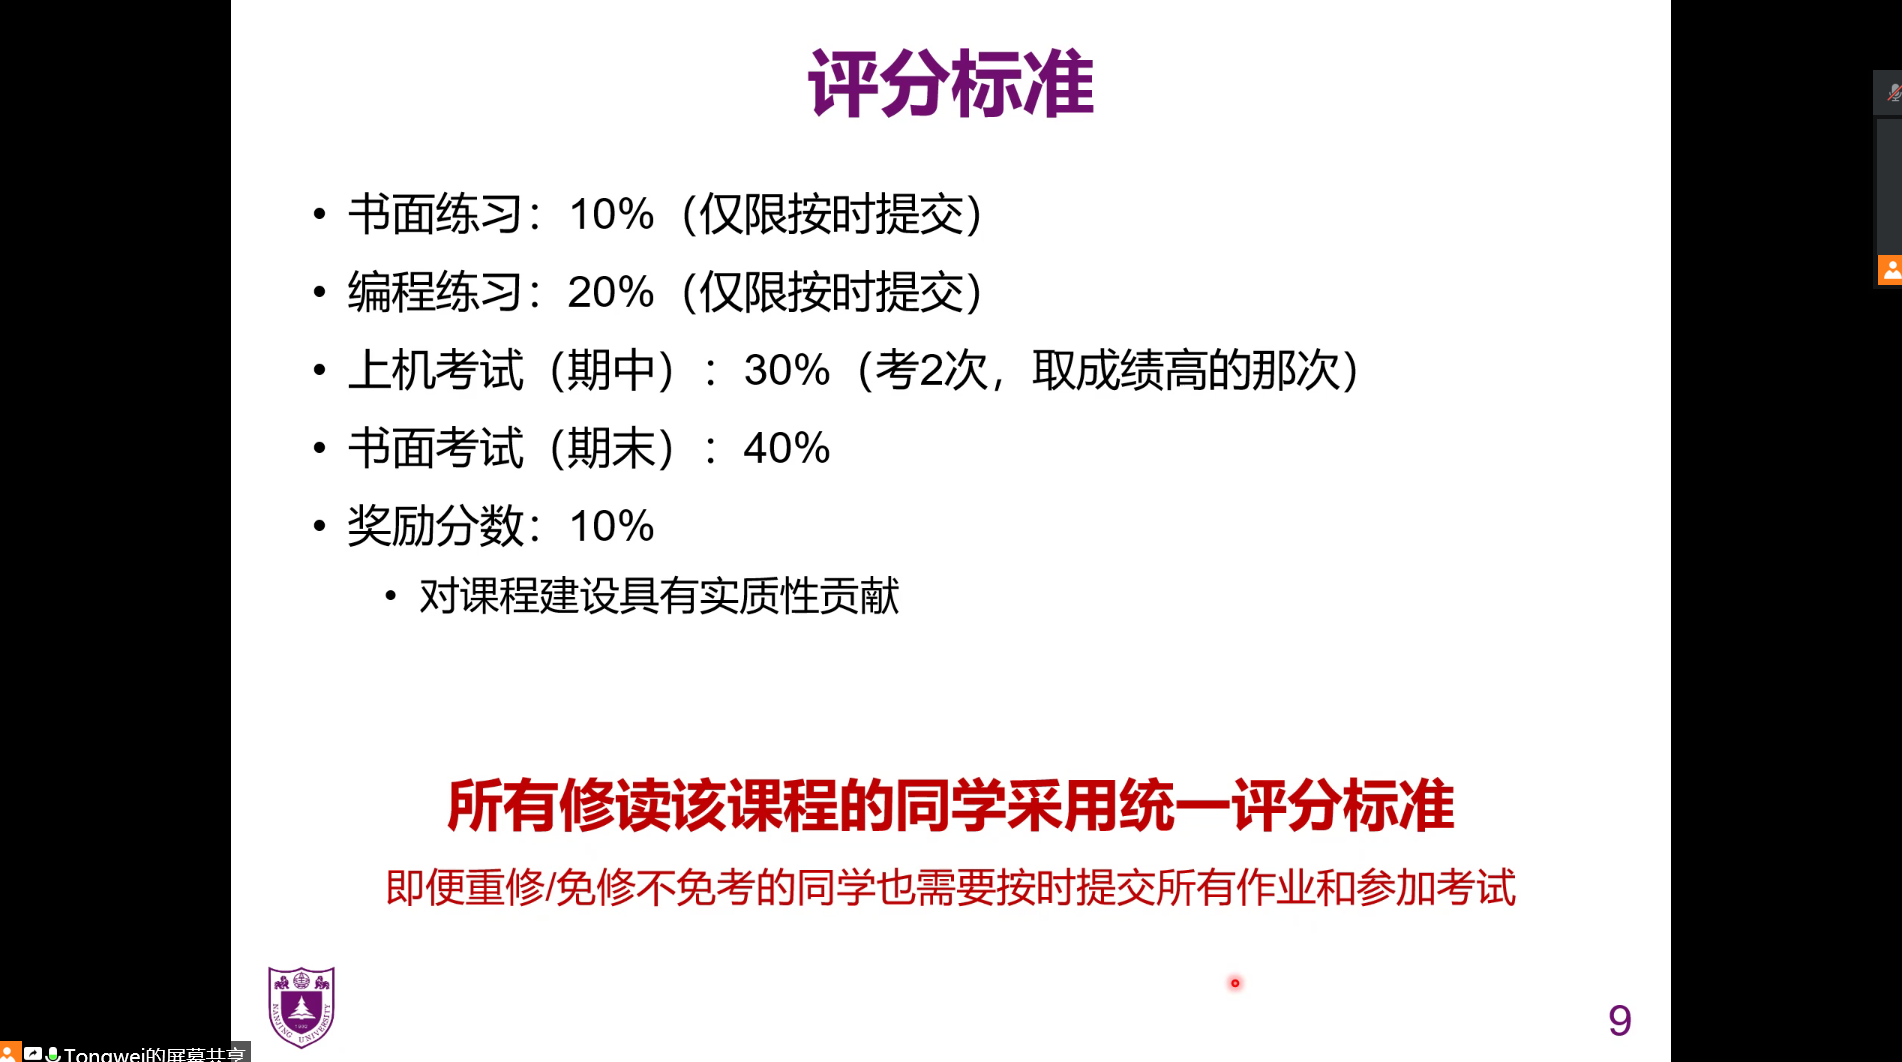 评分标准
• 书面练习：10%（仅限按时提交）
• 编程练习：20%（仅限按时提交）
• 上机考试（期中）：30%（考2次，取成绩高的那次）
• 书面考试（期末）：40%
• 奖励分数：10%
• 对课程建设具有实质性贡献
所有修读该课程的同学采用统一评分标准
即便重修/免修不免考的同学也需要按时提交所有作业和参加考试
NANJING UNIVERSITY
1902
9
Tongwei的屏幕共享